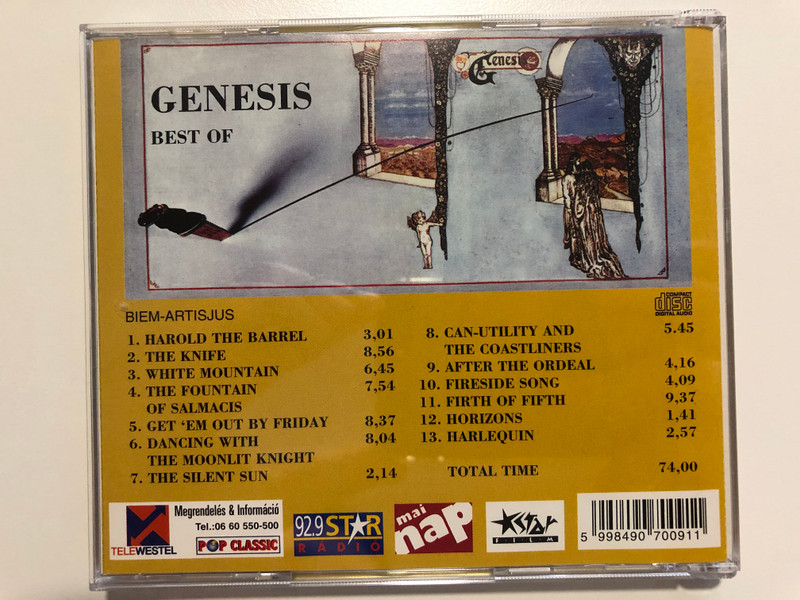 GENESIS
BEST OF
Genesis
BIEM-ARTISJUS
COMPACT
disc
DIGITAL AUDIO
1. HAROLD THE BARREL 3,01
2. THE KNIFE 8,56
3. WHITE MOUNTAIN 6,45
4. THE FOUNTAIN 7,54
OF SALMACIS
5. GET ‘EM OUT BY FRIDAY 8,37
6. DANCING WITH 8,04
THE MOONLIT KNIGHT
7. THE SILENT SUN 2,14
8. CAN-UTILITY AND 5.45
THE COASTLINERS
9. AFTER THE ORDEAL 4,16
10. FIRESIDE SONG 4,09
11. FIRTH OF FIFTH 9,37
12. HORIZONS 1,41
13. HARLEQUIN 2,57
TOTAL TIME 74,00
TELEWESTEL
Megrendelés & Információ
Tel.:06 60 550-500
POP CLASSIC
92.9 STAR
RÁDIÓ
mai
nap
Star
FILM
5 998490 700911